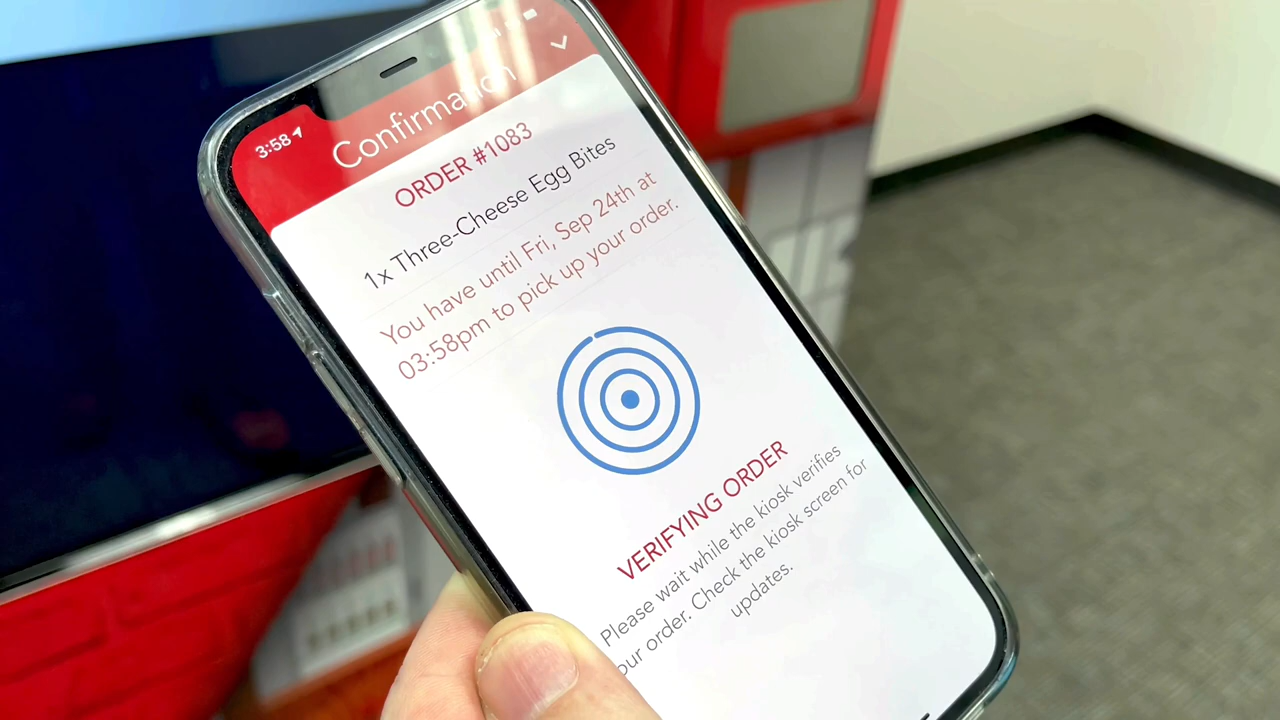 3:58
Confirmation
ORDER #1083
1x Three-Cheese Egg Bites
You have until Fri, Sep 24th at
03:58pm to pick up your order.
VERIFYING ORDER
Please wait while the kiosk verifies
your order. Check the kiosk screen for
updates.